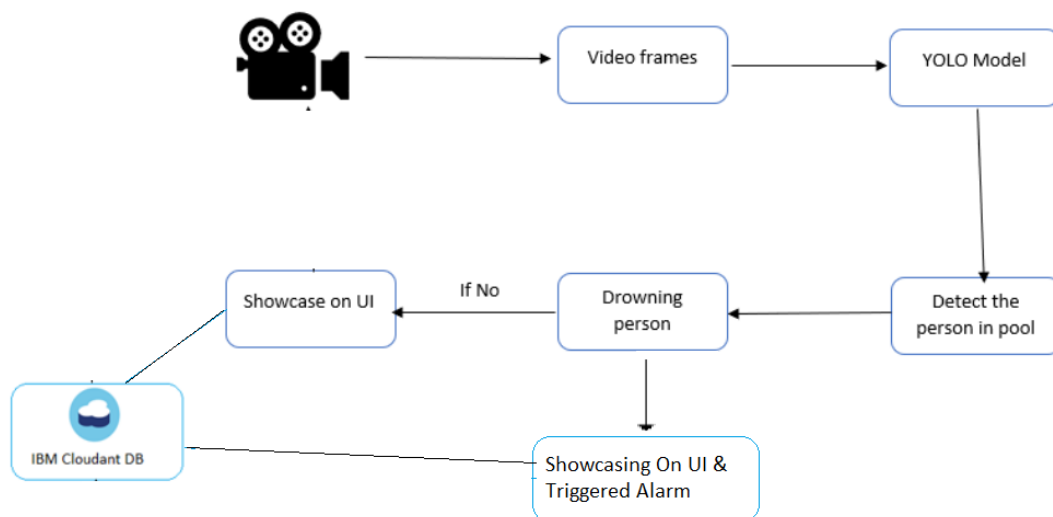 Video frames
YOLO Model
Showcase on UI
If No
Drowning
person
Detect the
person in pool
IBM Cloudant DB
Showcasing On UI &
Triggered Alarm